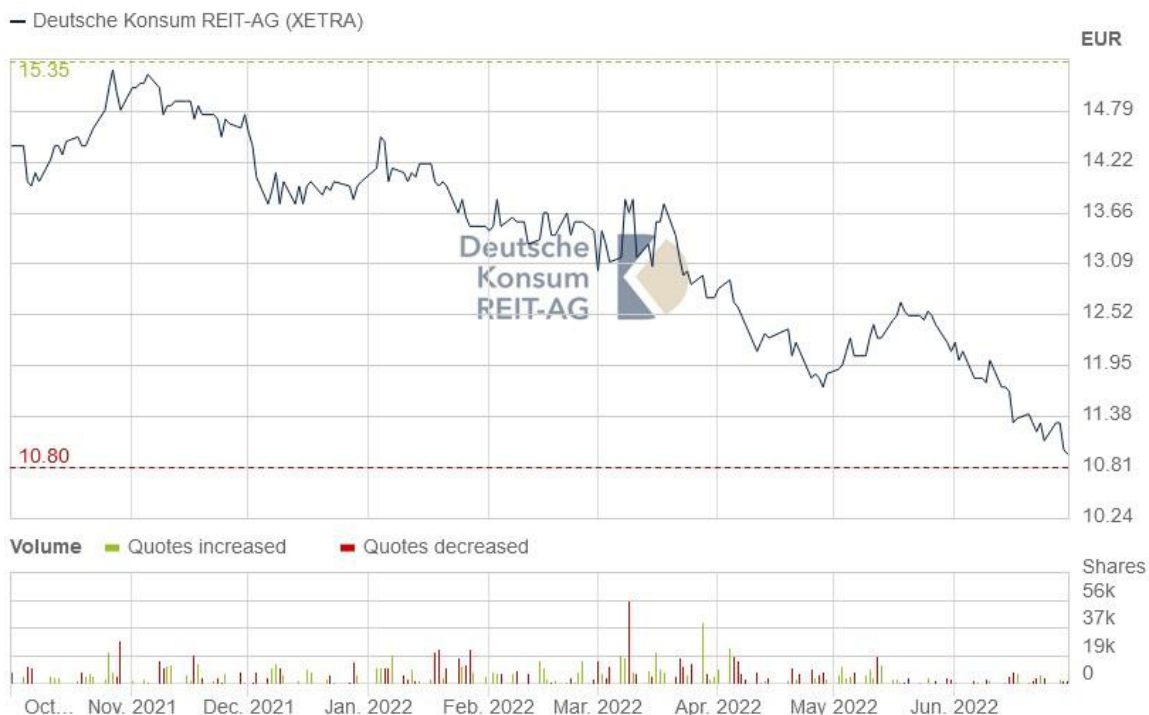 Deutsche Konsum REIT-AG (XETRA)
EUR
15.35
14.79
14.22
13.66
13.09
12.52
11.95
11.38
10.81
10.24
10.80
Deutsche
Konsum
REIT-AG
Volume Quotes increased Quotes decreased
Shares
56k
37k
19k
0
Oct... Nov. 2021 Dec. 2021 Jan. 2022 Feb. 2022 Mar. 2022 Apr. 2022 May. 2022 Jun. 2022